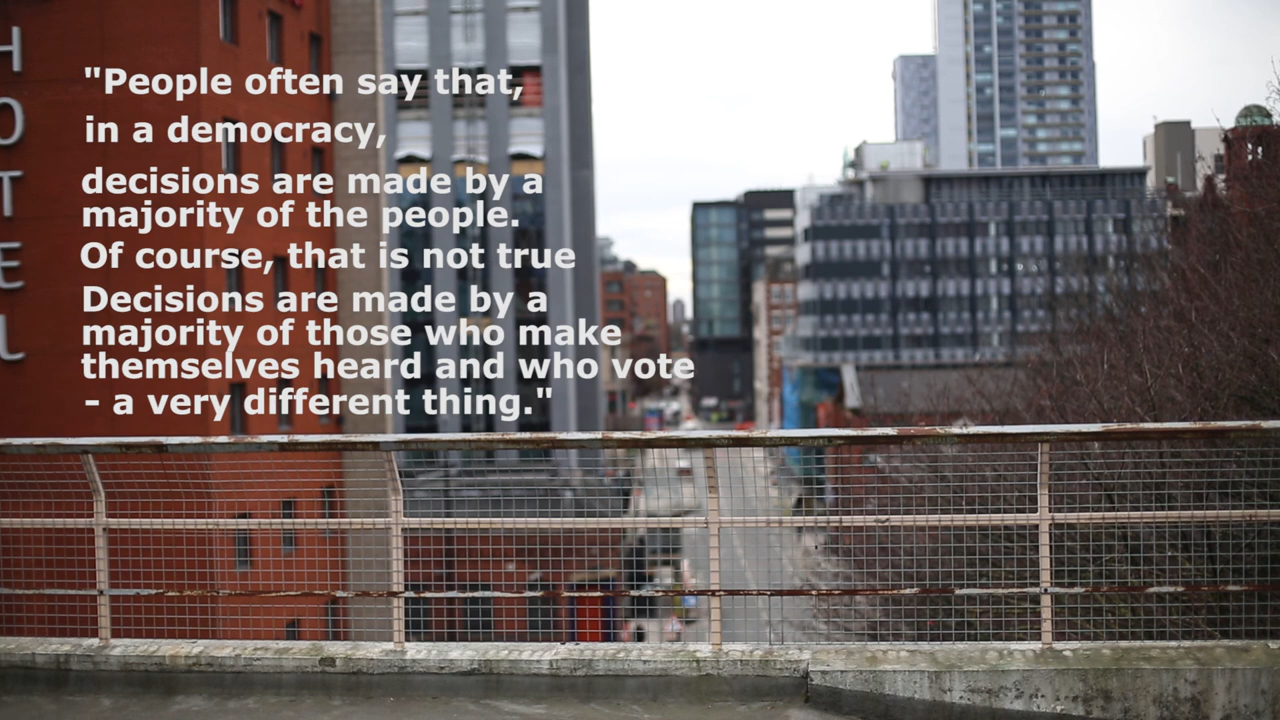 HOTEL
"People often say that,
in a democracy,
decisions are made by a
majority of the people.
Of course, that is not true
Decisions are made by a
majority of those who make
themselves heard and who vote
- a very different thing."